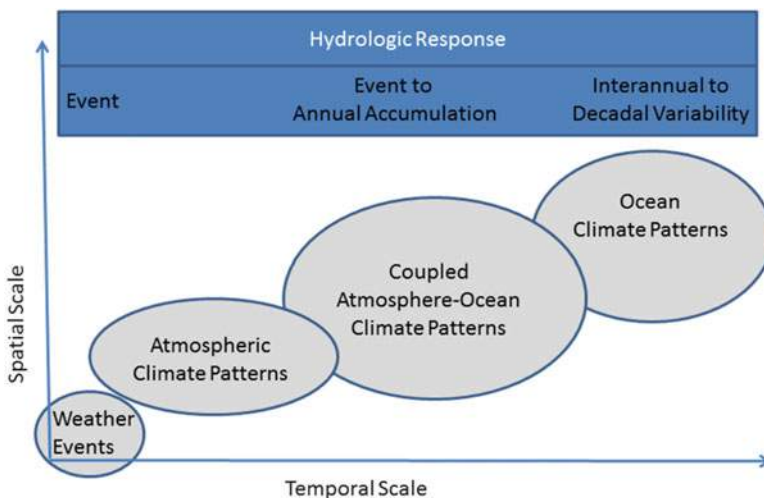 Hydrologic Response
Event
Event to
Annual Accumulation
Interannual to
Decadal Variability
Ocean
Climate Patterns
Coupled
Atmosphere-Ocean
Climate Patterns
Atmospheric
Climate Patterns
Weather
Events
Spatial Scale
Temporal Scale